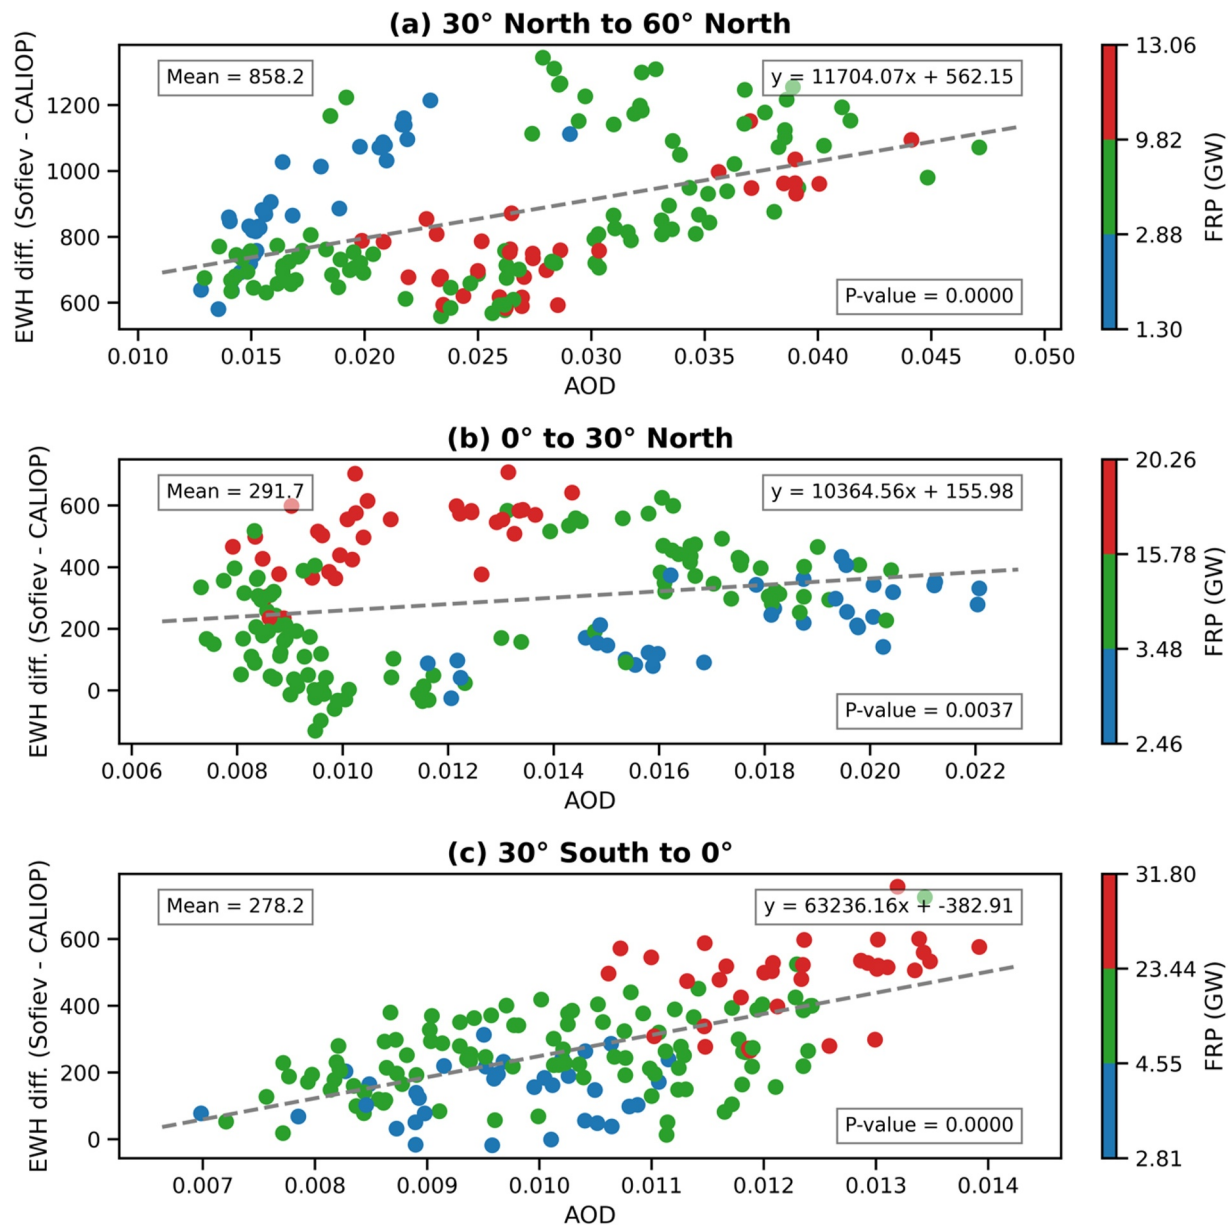 (a) 30° North to 60° North
EWH diff. (Sofiev - CALIOP)
1200
1000
800
600
Mean = 858.2
y = 11704.07x + 562.15
P-value = 0.0000
0.010 0.015 0.020 0.025 0.030 0.035 0.040 0.045 0.050
AOD
13.06
9.82
2.88
1.30
FRP (GW)
(b) 0° to 30° North
EWH diff. (Sofiev - CALIOP)
600
400
200
0
Mean = 291.7
y = 10364.56x + 155.98
P-value = 0.0037
0.006 0.008 0.010 0.012 0.014 0.016 0.018 0.020 0.022
AOD
20.26
15.78
3.48
2.46
FRP (GW)
(c) 30° South to 0°
EWH diff. (Sofiev - CALIOP)
600
400
200
0
Mean = 278.2
y = 63236.16x + -382.91
P-value = 0.0000
0.007 0.008 0.009 0.010 0.011 0.012 0.013 0.014
AOD
31.80
23.44
4.55
2.81
FRP (GW)